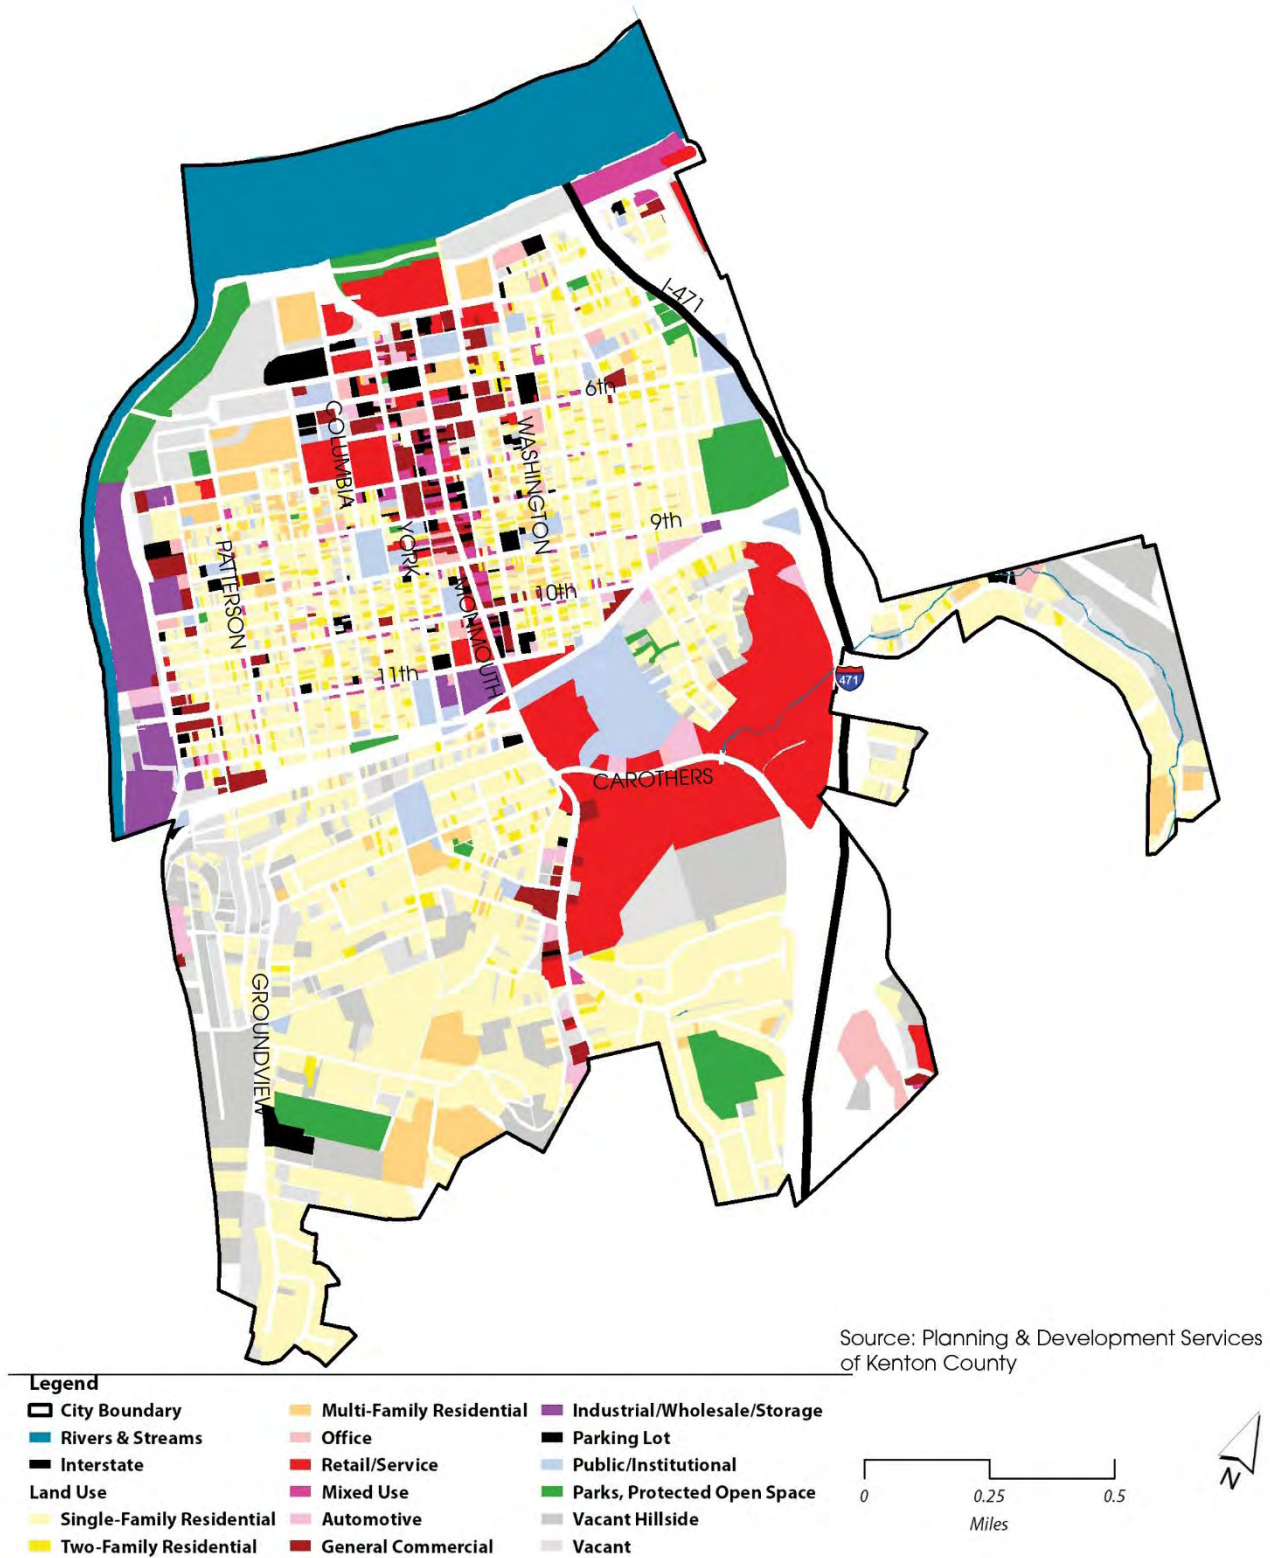 I-471
6th
COLUMBIA
WASHINGTON
9th
YORK
PATTERSON
MONMOUTH
10th
11th
471
CAROTHERS
GROUNDVIEW
Source: Planning & Development Services
of Kenton County
Legend
City Boundary
Rivers & Streams
Interstate
Land Use
Single-Family Residential
Two-Family Residential
Multi-Family Residential
Office
Retail/Service
Mixed Use
Automotive
General Commercial
Industrial/Wholesale/Storage
Parking Lot
Public/Institutional
Parks, Protected Open Space
Vacant Hillside
Vacant
0 0.25 0.5
Miles
N